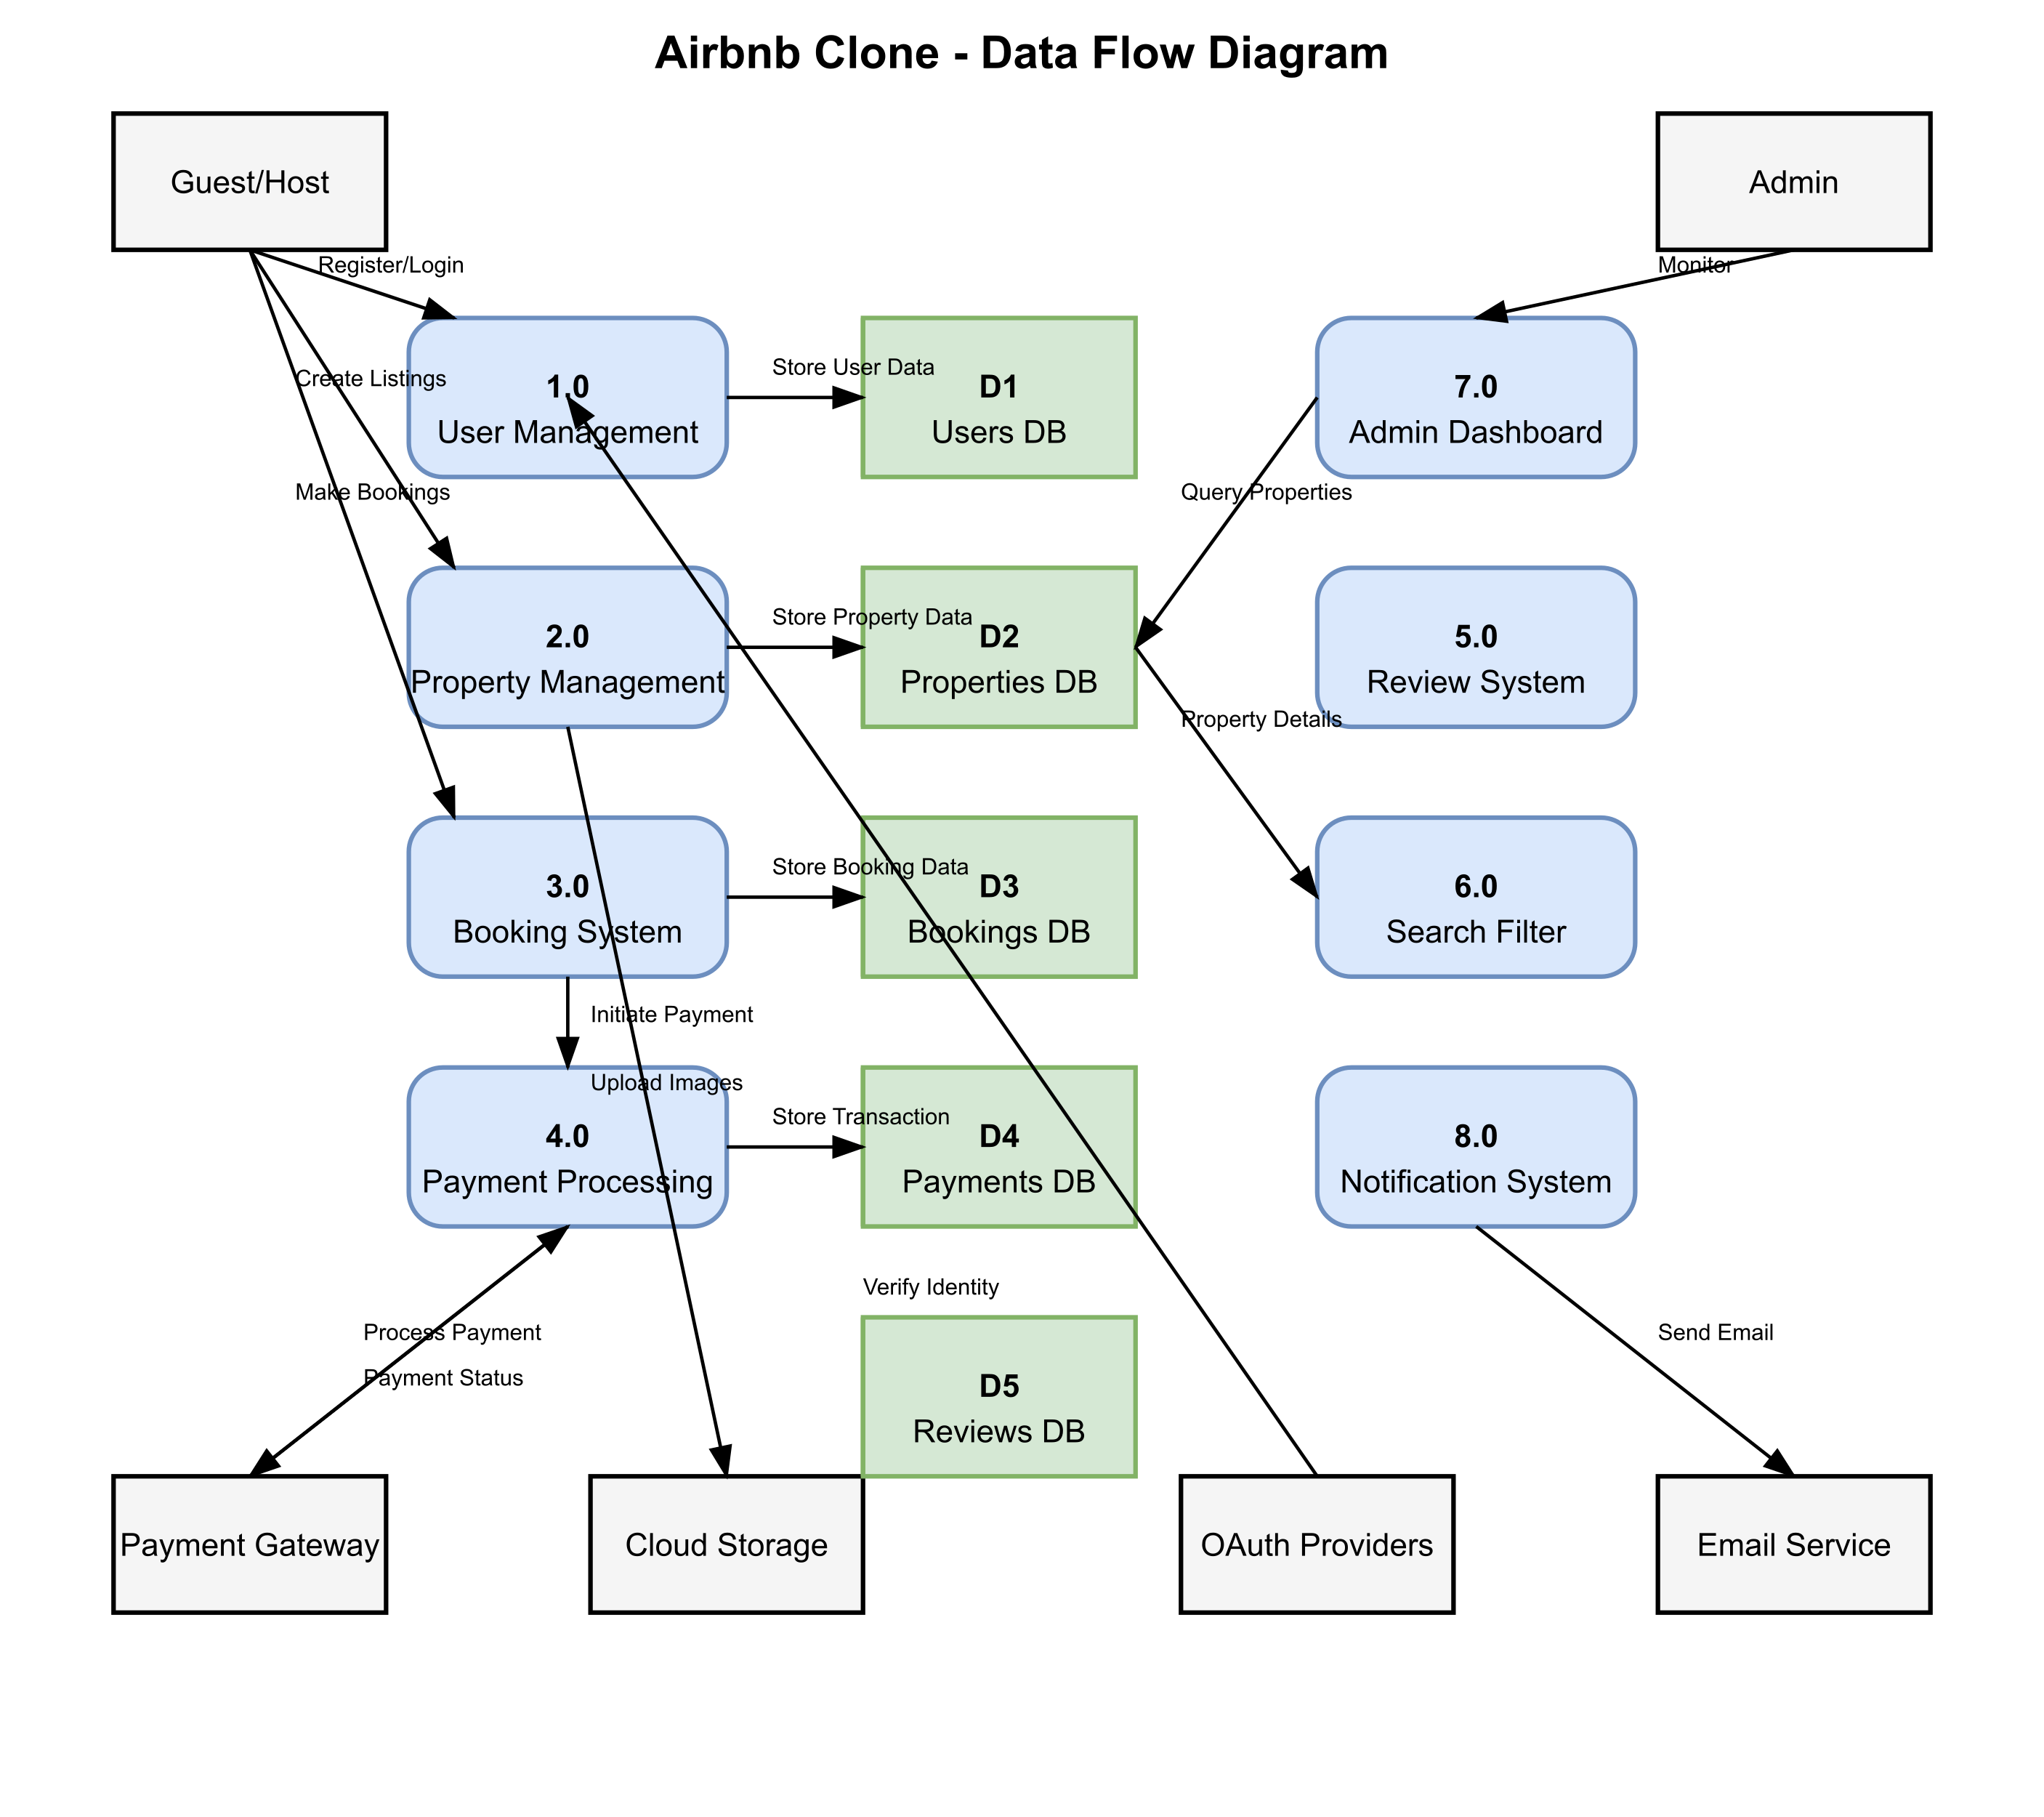 Airbnb Clone - Data Flow Diagram
Guest/Host
Admin
Register/Login
Monitor
Create Listings
1.0
User Management
Store User Data
D1
Users DB
7.0
Admin Dashboard
Make Bookings
Query Properties
2.0
Property Management
Store Property Data
D2
Properties DB
5.0
Review System
Property Details
3.0
Booking System
Store Booking Data
D3
Bookings DB
6.0
Search Filter
Initiate Payment
Upload Images
4.0
Payment Processing
Store Transaction
D4
Payments DB
8.0
Notification System
Verify Identity
Process Payment
Payment Status
Send Email
D5
Reviews DB
Payment Gateway
Cloud Storage
OAuth Providers
Email Service